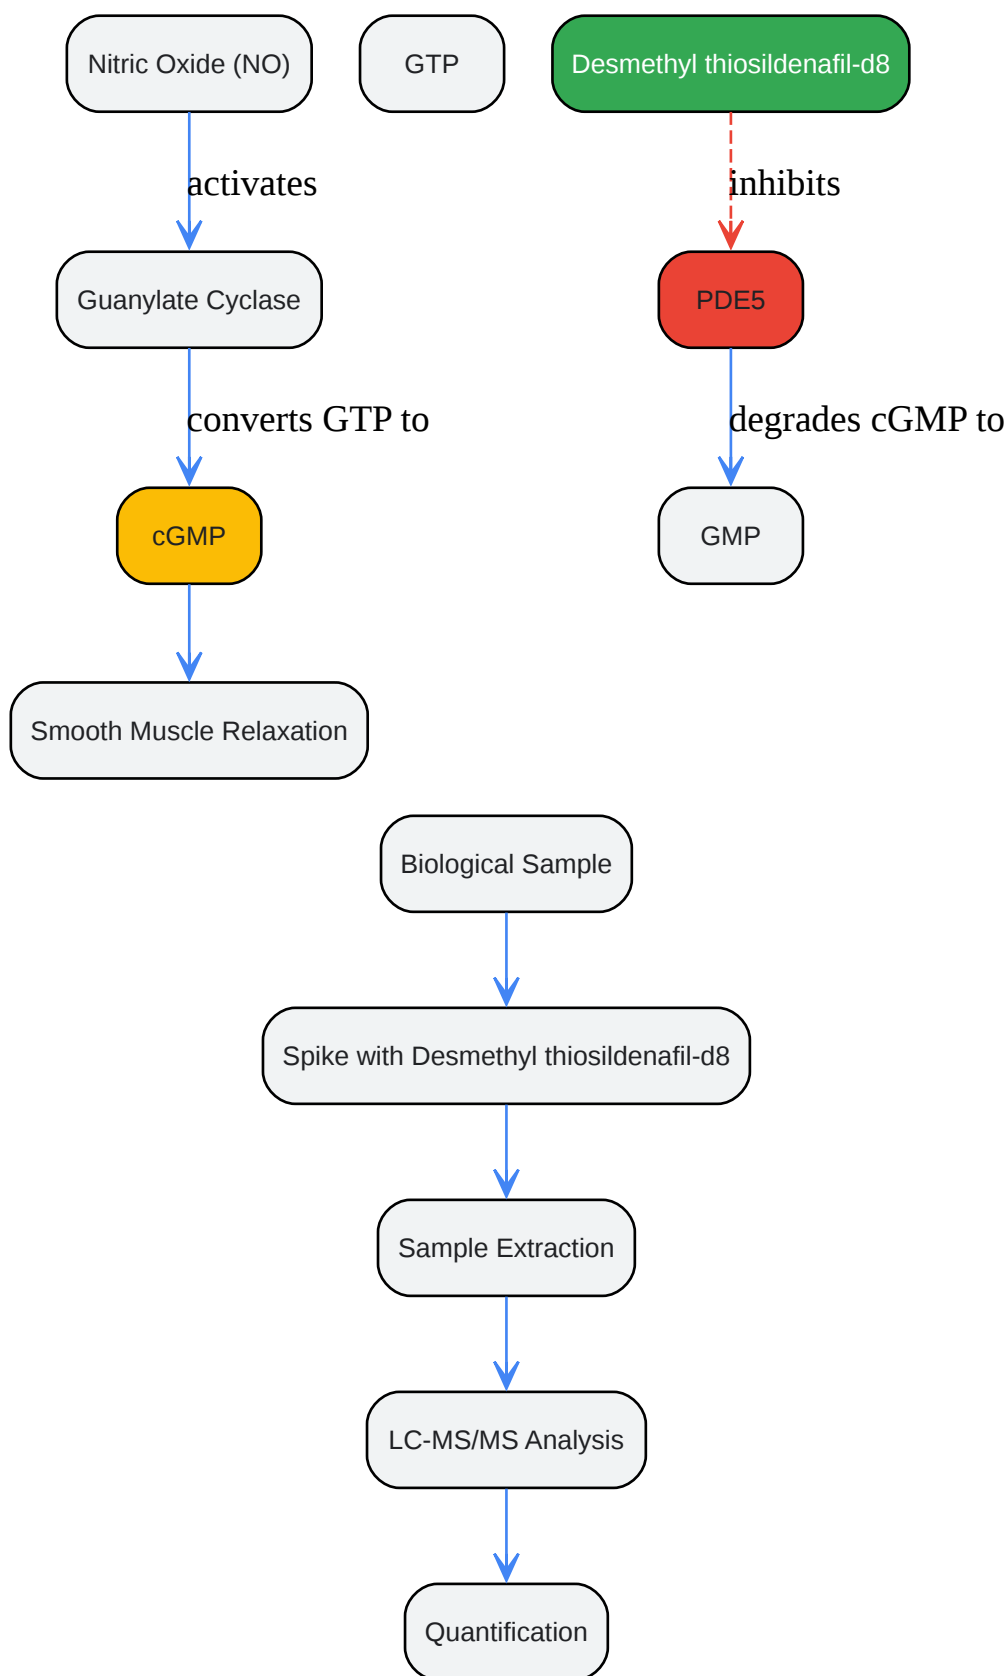 Nitric Oxide (NO)
GTP
Desmethyl thiosildenafil-d8
activates
inhibits
Guanylate Cyclase
PDE5
converts GTP to
degrades cGMP to
cGMP
GMP
Smooth Muscle Relaxation
Biological Sample
Spike with Desmethyl thiosildenafil-d8
Sample Extraction
LC-MS/MS Analysis
Quantification